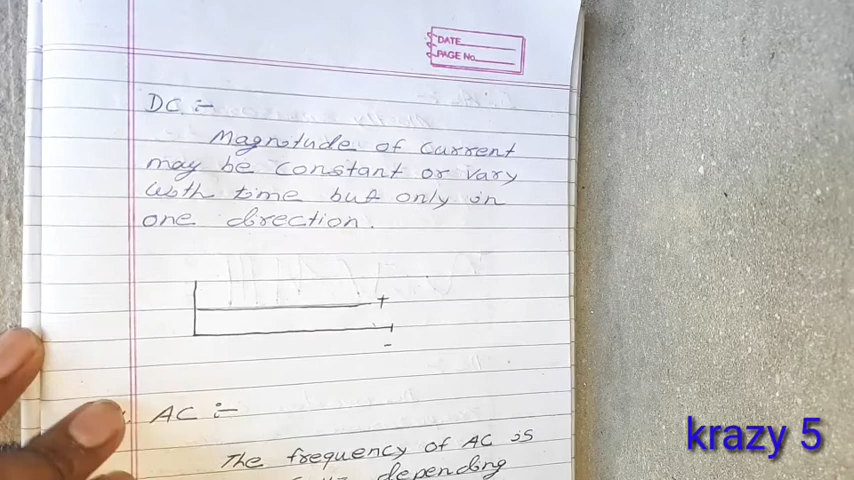 DATE
PAGE No.
DC :-
Magnitude of current
may be constant or vary
with time but only in
one direction.
+
-
AC :-
The frequency of AC is
depending
krazy 5